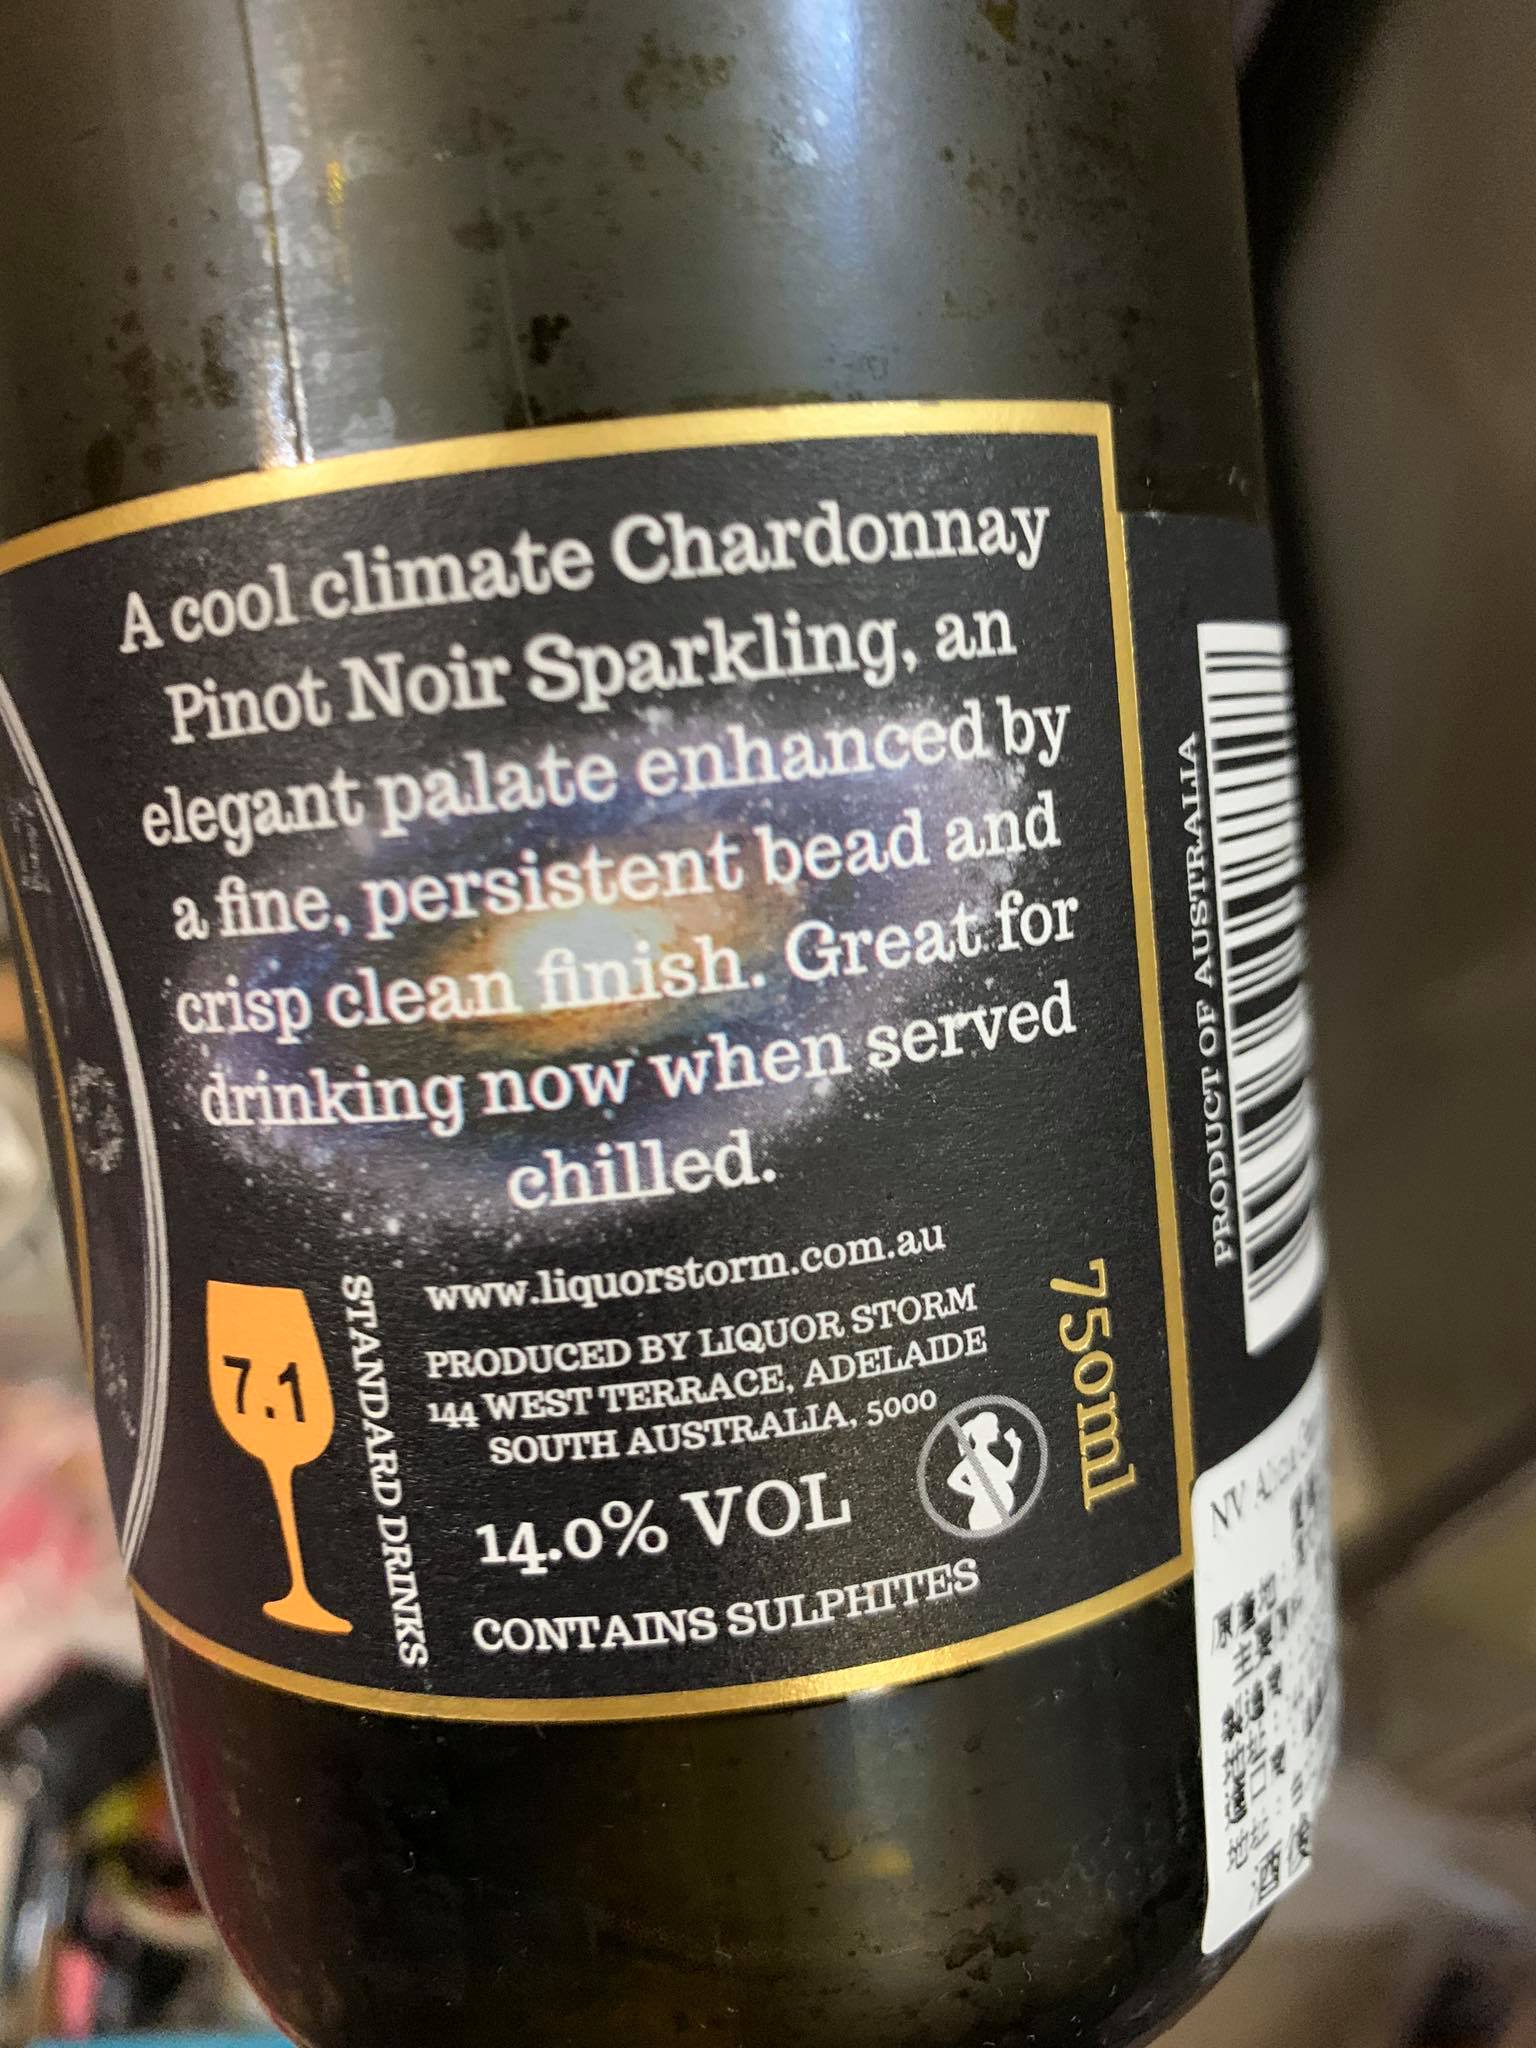 A cool climate Chardonnay
Pinot Noir Sparkling, an
elegant palate enhanced by
a fine, persistent bead and
crisp clean finish. Great for
drinking now when served
chilled.
www.liquorstorm.com.au
PRODUCED BY LIQUOR STORM
144 WEST TERRACE, ADELAIDE
SOUTH AUSTRALIA, 5000
7.1
STANDARD DRINKS
14.0% VOL
CONTAINS SULPHITES
750ml
PRODUCT OF AUSTRALIA
NV